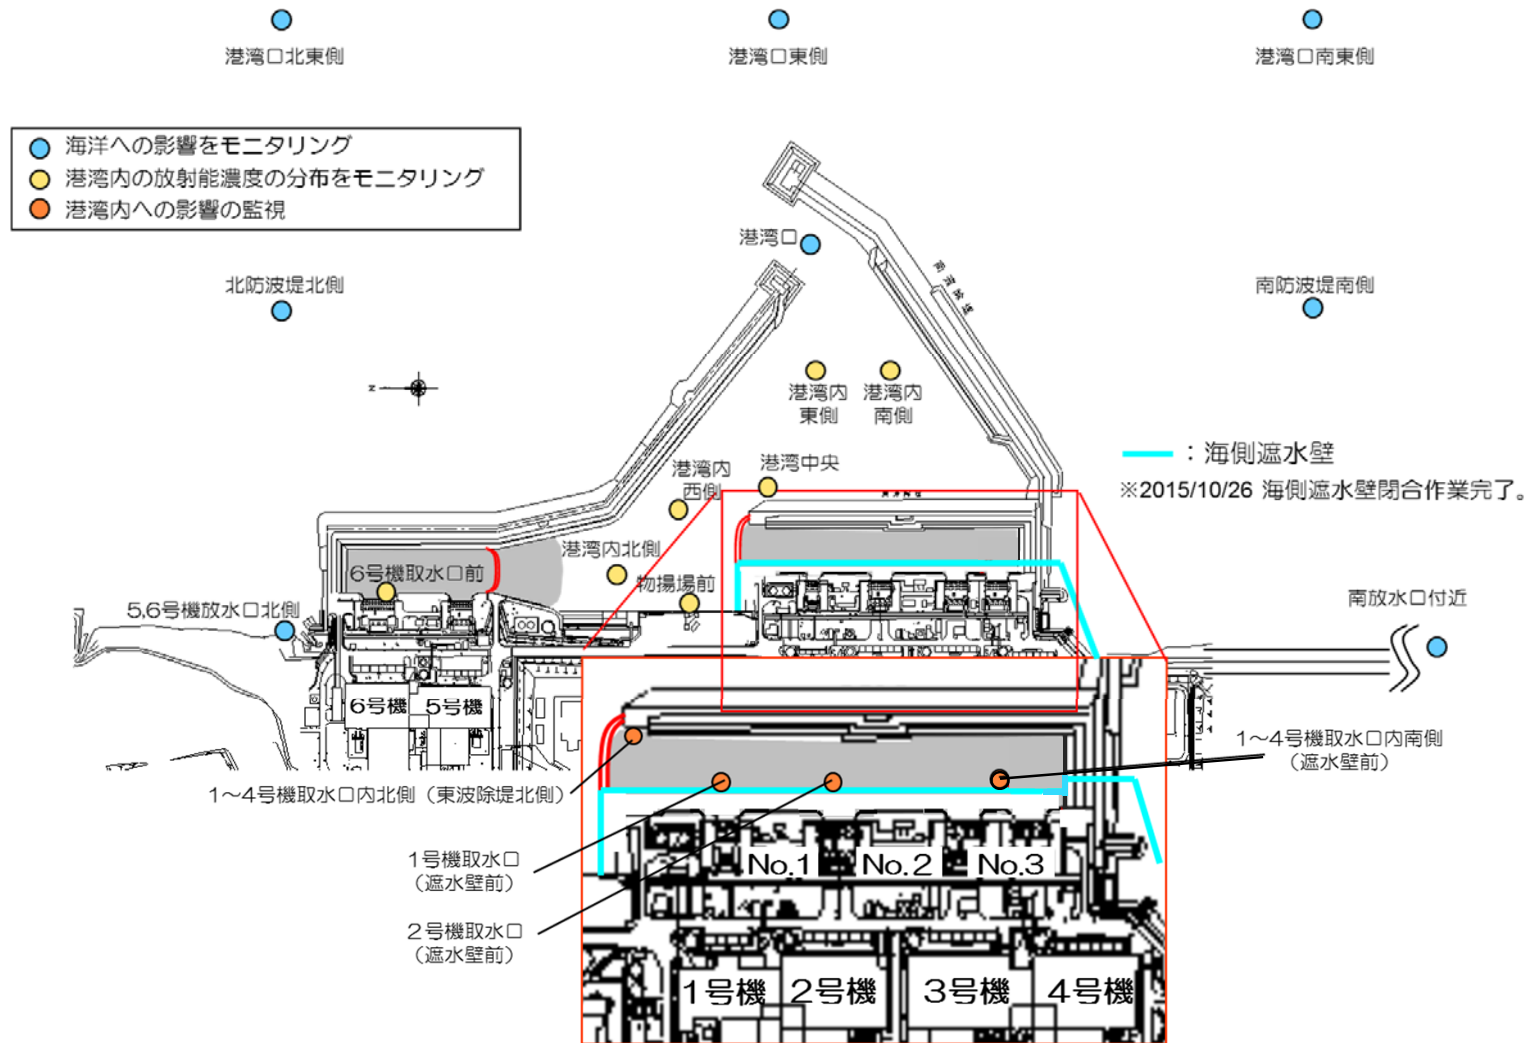 港湾口北東側
港湾口東側
港湾口南東側
海洋への影響をモニタリング
港湾内の放射能濃度の分布をモニタリング
港湾内への影響の監視
港湾口
北防波堤北側
南防波堤南側
N
港湾内
東側
港湾内
南側
：海側遮水壁
※2015/10/26 海側遮水壁閉合作業完了。
港湾中央
港湾内
西側
港湾内北側
物揚場前
6号機取水口前
5,6号機放水口北側
南放水口付近
6号機
5号機
1～4号機取水口内南側
（遮水壁前）
1～4号機取水口内北側（東波除堤北側）
1号機取水口
（遮水壁前）
2号機取水口
（遮水壁前）
No.1
No.2
No.3
1号機
2号機
3号機
4号機